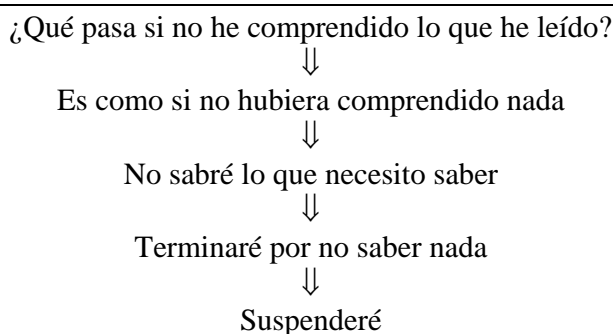 ¿Qué pasa si no he comprendido lo que he leído?
⇓
Es como si no hubiera comprendido nada
⇓
No sabré lo que necesito saber
⇓
Terminaré por no saber nada
⇓
Suspenderé